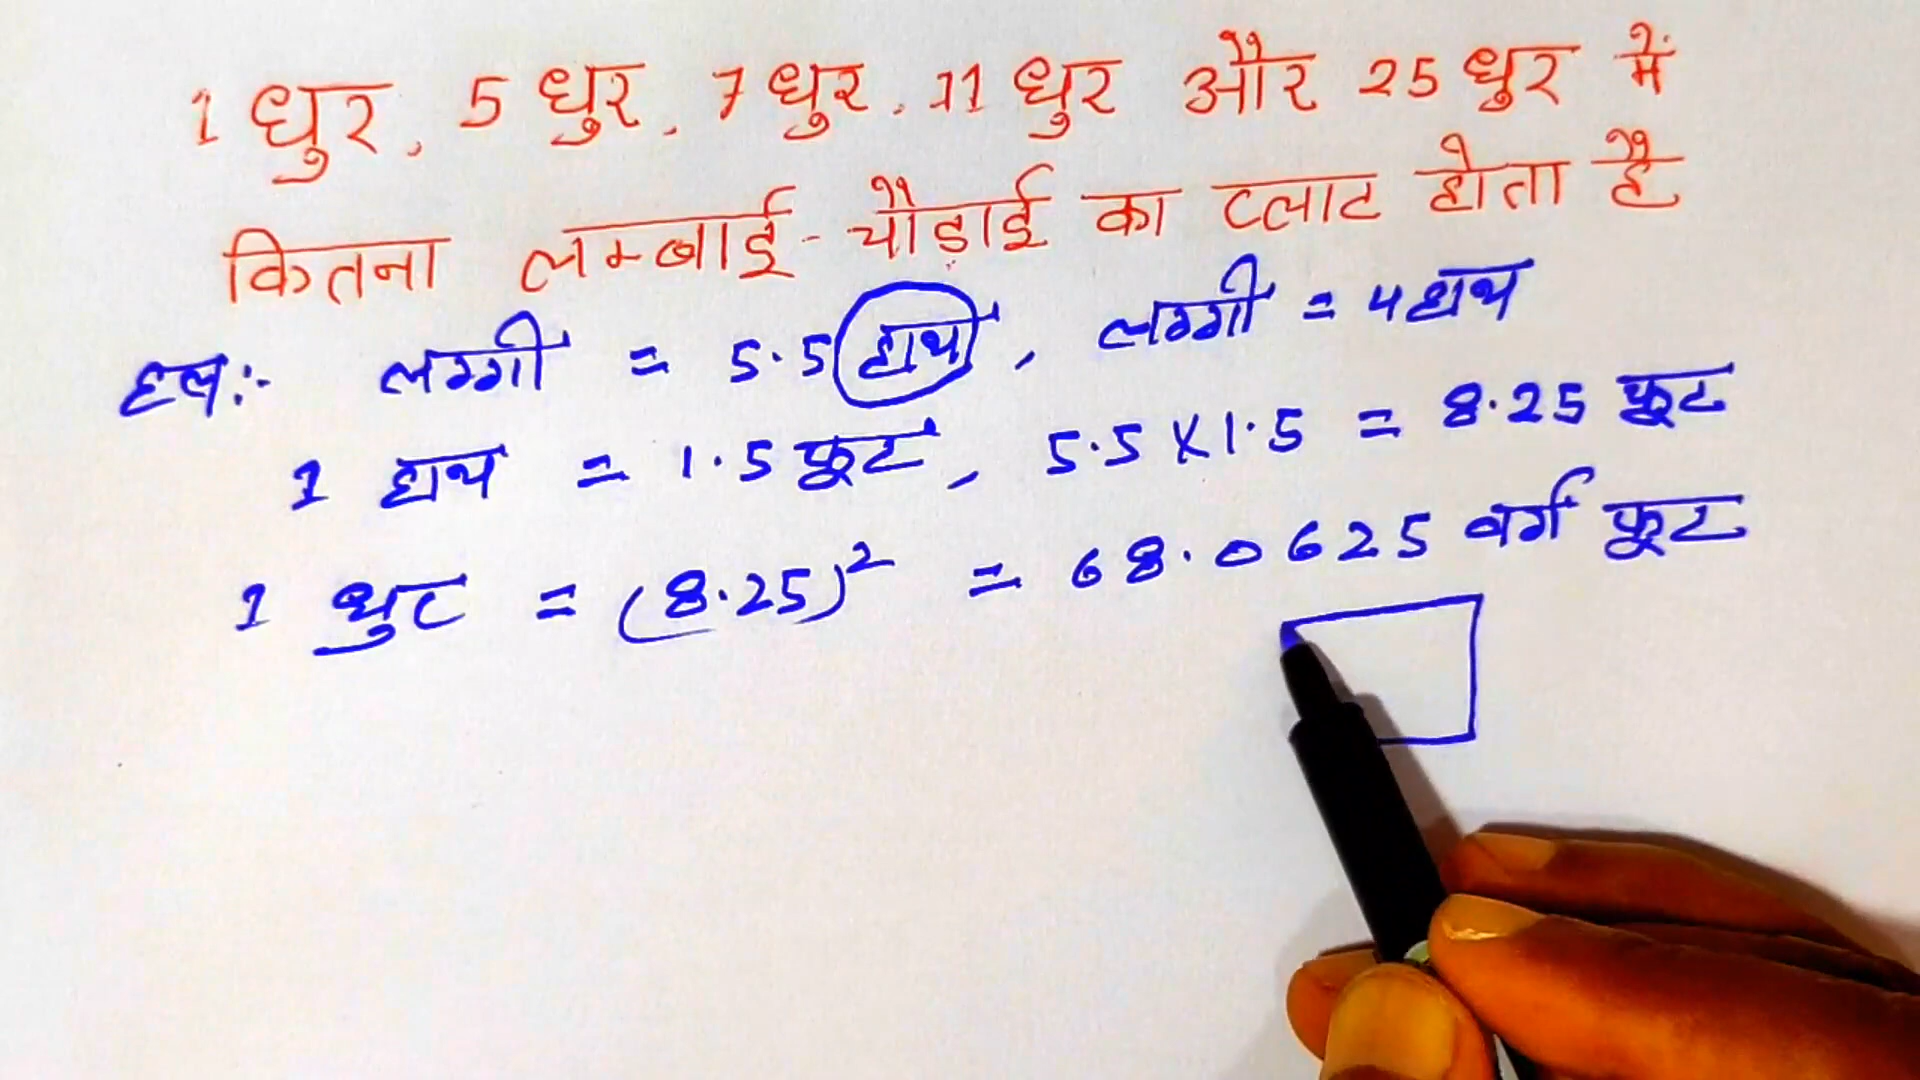 1 धुर, 5 धुर, 7 धुर, 11 धुर और 25 धुर में
कितना लम्बाई-चौड़ाई का प्लाट होता है
हल:- लग्गी = 5.5 हाथ, लग्गी = 4 हाथ
1 हाथ = 1.5 फूट, 5.5 x 1.5 = 8.25 फूट
1 धुर = (8.25)² = 68.0625 वर्ग फूट